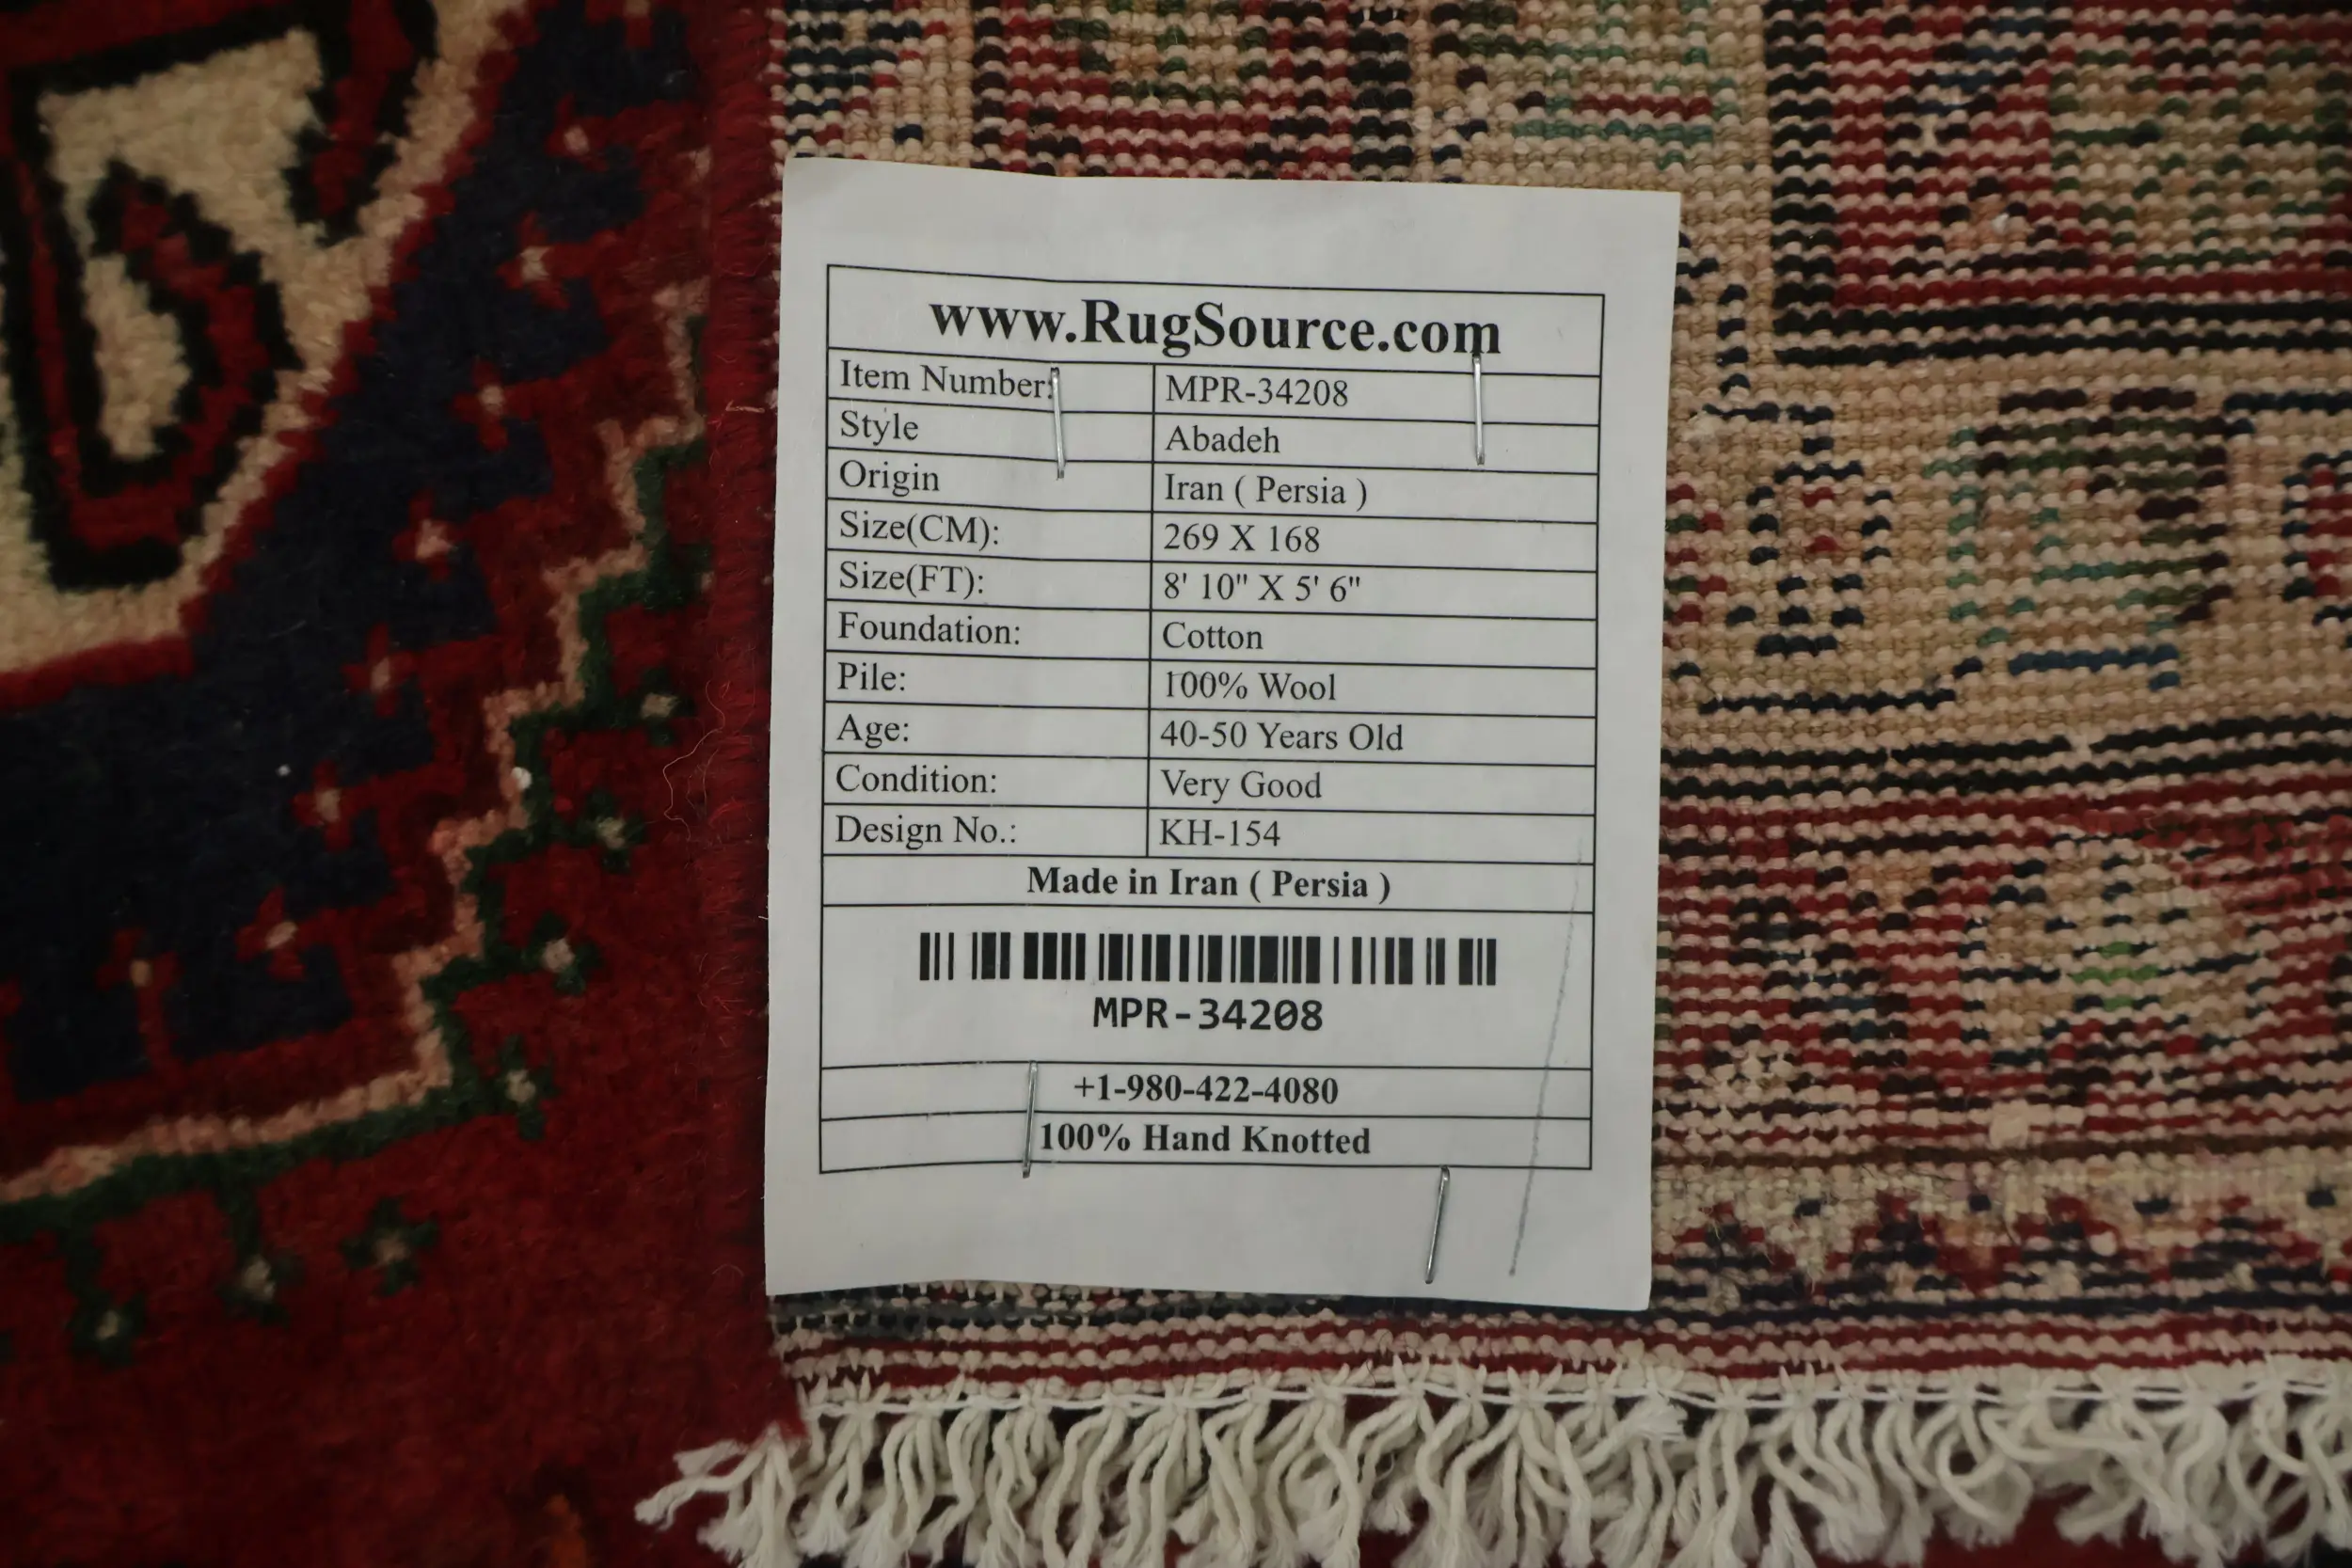 www.RugSource.com
Item Number: MPR-34208
Style Abadeh
Origin Iran ( Persia )
Size(CM): 269 X 168
Size(FT): 8' 10" X 5' 6"
Foundation: Cotton
Pile: 100% Wool
Age: 40-50 Years Old
Condition: Very Good
Design No.: KH-154
Made in Iran ( Persia )
MPR-34208
+1-980-422-4080
100% Hand Knotted